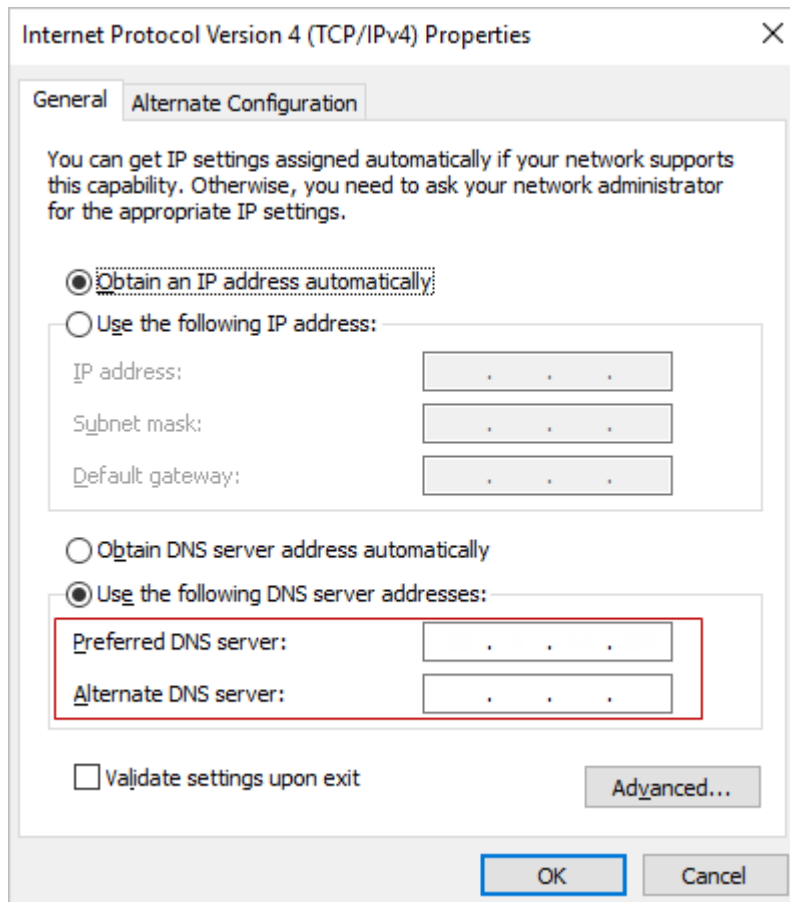 Internet Protocol Version 4 (TCP/IPv4) Properties
General
Alternate Configuration
You can get IP settings assigned automatically if your network supports
this capability. Otherwise, you need to ask your network administrator
for the appropriate IP settings.
Obtain an IP address automatically
Use the following IP address:
IP address: . . .
Subnet mask: . . .
Default gateway: . . .
Obtain DNS server address automatically
Use the following DNS server addresses:
Preferred DNS server: . . .
Alternate DNS server: . . .
Validate settings upon exit
Advanced...
OK
Cancel